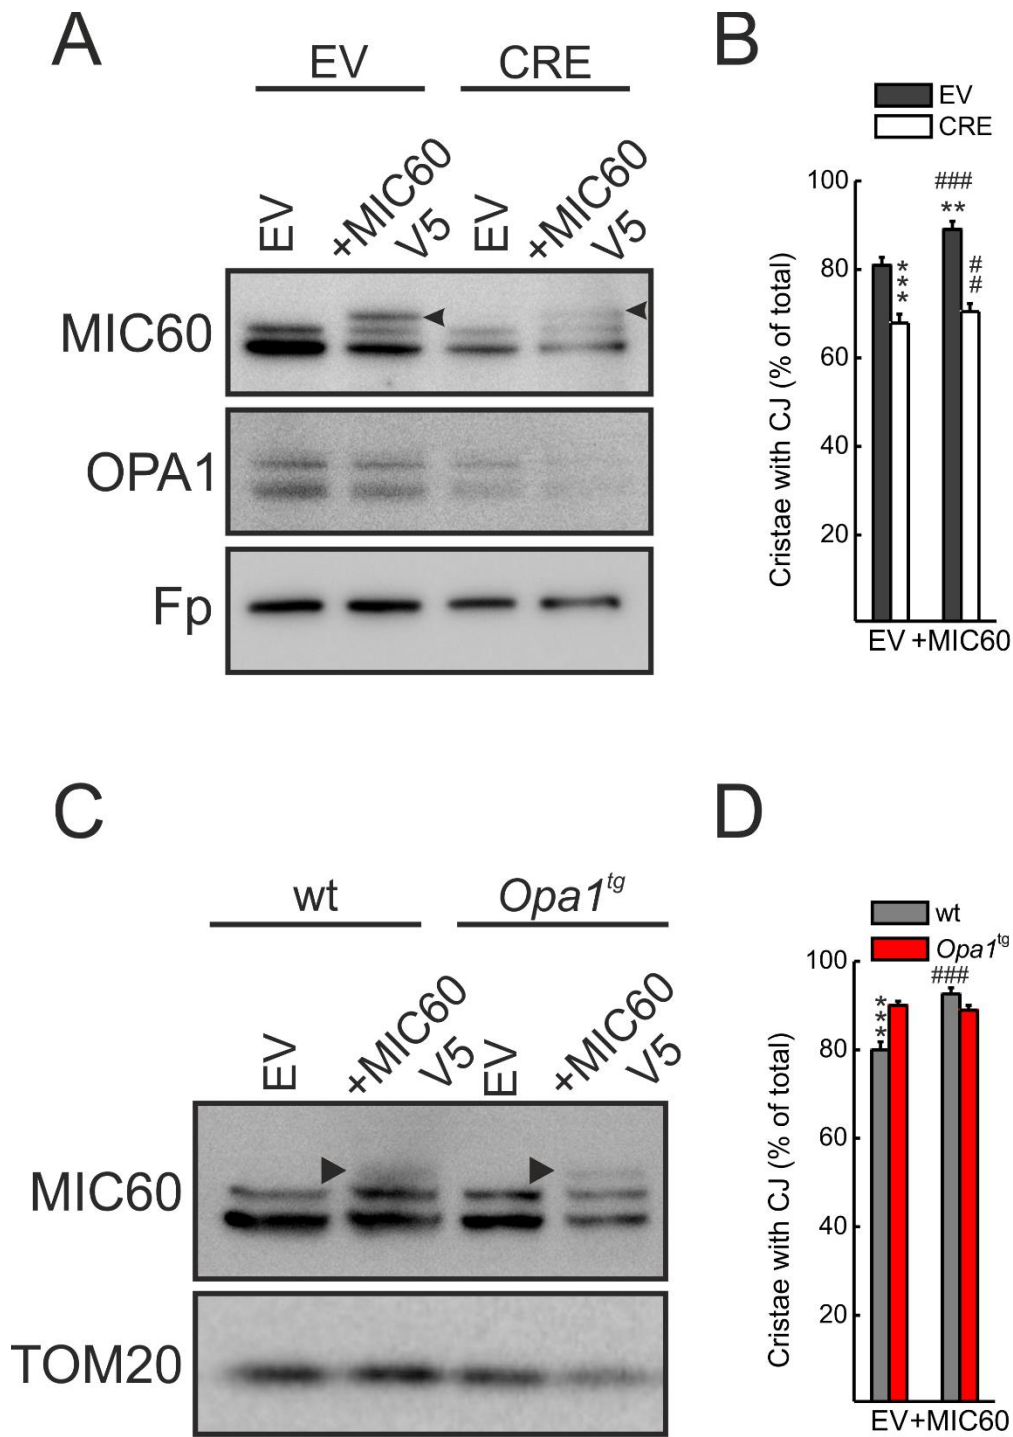 A
EV CRE
EV +MIC60 V5 EV +MIC60 V5
MIC60
OPA1
Fp
B
EV
CRE
Cristae with CJ (% of total)
100
80
60
40
20
***
###
**
##
EV +MIC60
C
wt Opa1tg
EV +MIC60 V5 EV +MIC60 V5
MIC60
TOM20
D
wt
Opa1tg
Cristae with CJ (% of total)
100
80
60
40
20
***
###
EV +MIC60